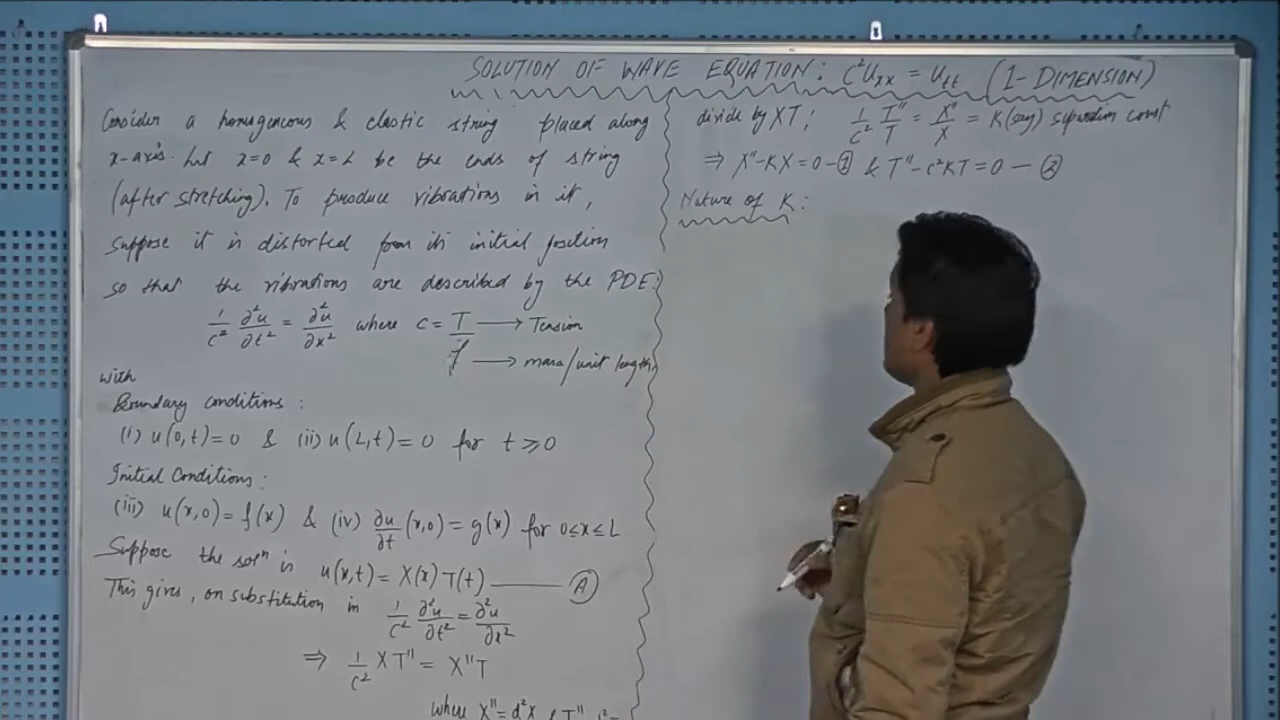 SOLUTION OF WAVE EQUATION: C²Uxx = Utt (1-DIMENSION)
Consider a homogeneous & elastic string placed along
x-axis. Let x=0 & x=L be the ends of string
(after stretching). To produce vibrations in it,
suppose it is distorted from its initial position
so that the vibrations are described by the PDE:
1/c² ∂²u/∂t² = ∂²u/∂x² where c = T/ρ → Tension
→ mass/unit length
with
Boundary conditions:
(i) u(0,t)=0 & (ii) u(L,t)=0 for t≥0
Initial Conditions:
(iii) u(x,0)=f(x) & (iv) ∂u/∂t (x,0)=g(x) for 0≤x≤L
Suppose the solⁿ is u(x,t)=X(x)T(t) — (A)
This gives, on substitution in 1/c² ∂²u/∂t² = ∂²u/∂x²
⇒ 1/c² XT'' = X''T
where X''=d²X & T''
divide by XT; 1/c² T''/T = X''/X = K(say) separation const
⇒ X''-KX=0 — (1) & T''-c²KT=0 — (2)
Nature of K: